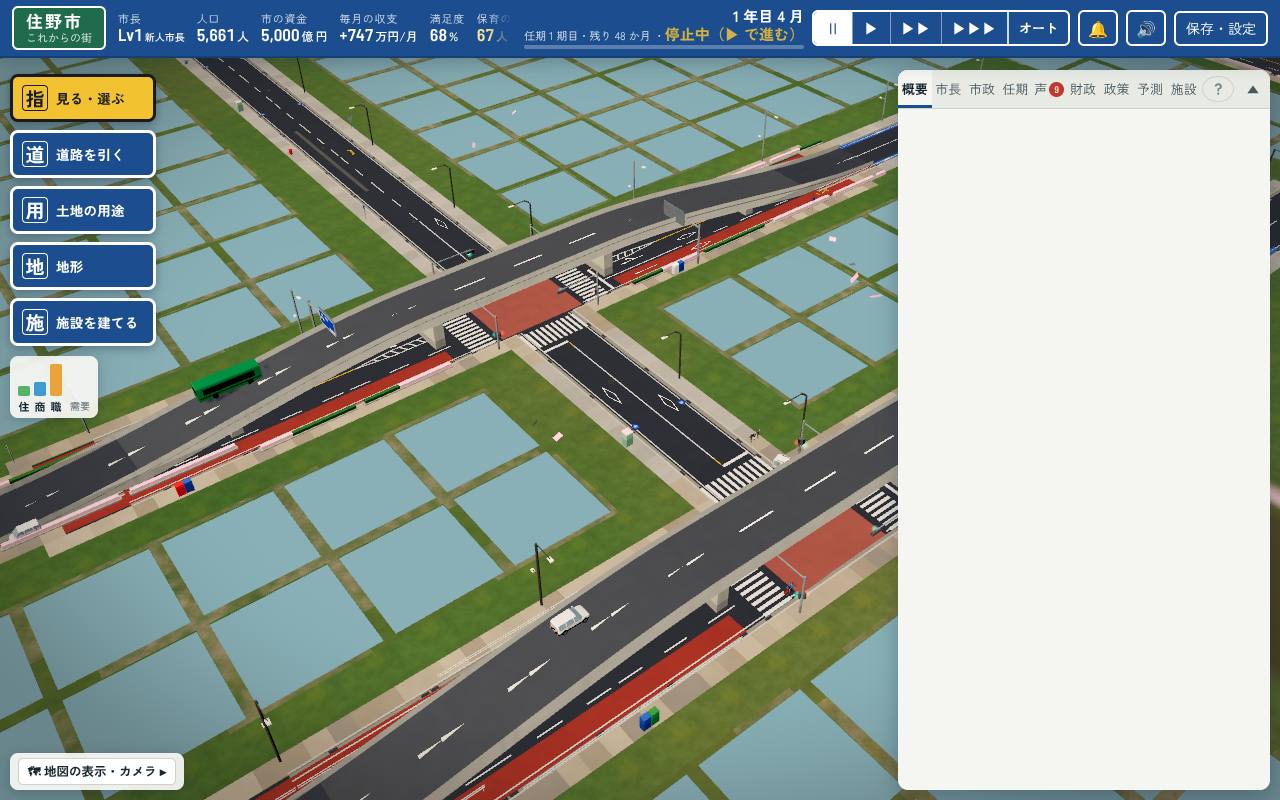 住野市
これからの街
市長
Lv1 新人市長
人口
5,661人
市の資金
5,000億円
毎月の収支
+747万円/月
満足度
68%
保育の
67人
1年目4月
任期1期目・残り48か月・停止中（▶で進む）
オート
保存・設定
指 見る・選ぶ
道 道路を引く
用 土地の用途
地 地形
施 施設を建てる
住 商 職 需要
概要 市長 市政 任期 声 9 財政 政策 予測 施設 ?
地図の表示・カメラ▸